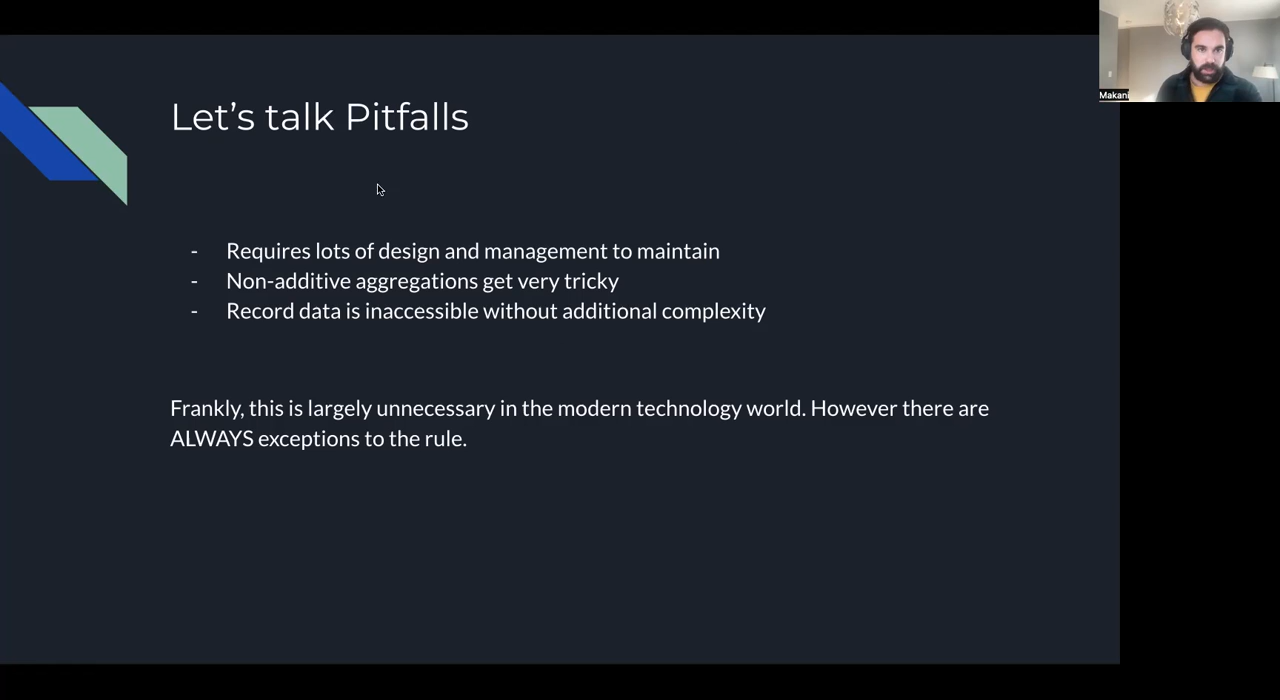 Makani
Let's talk Pitfalls
- Requires lots of design and management to maintain
- Non-additive aggregations get very tricky
- Record data is inaccessible without additional complexity
Frankly, this is largely unnecessary in the modern technology world. However there are
ALWAYS exceptions to the rule.